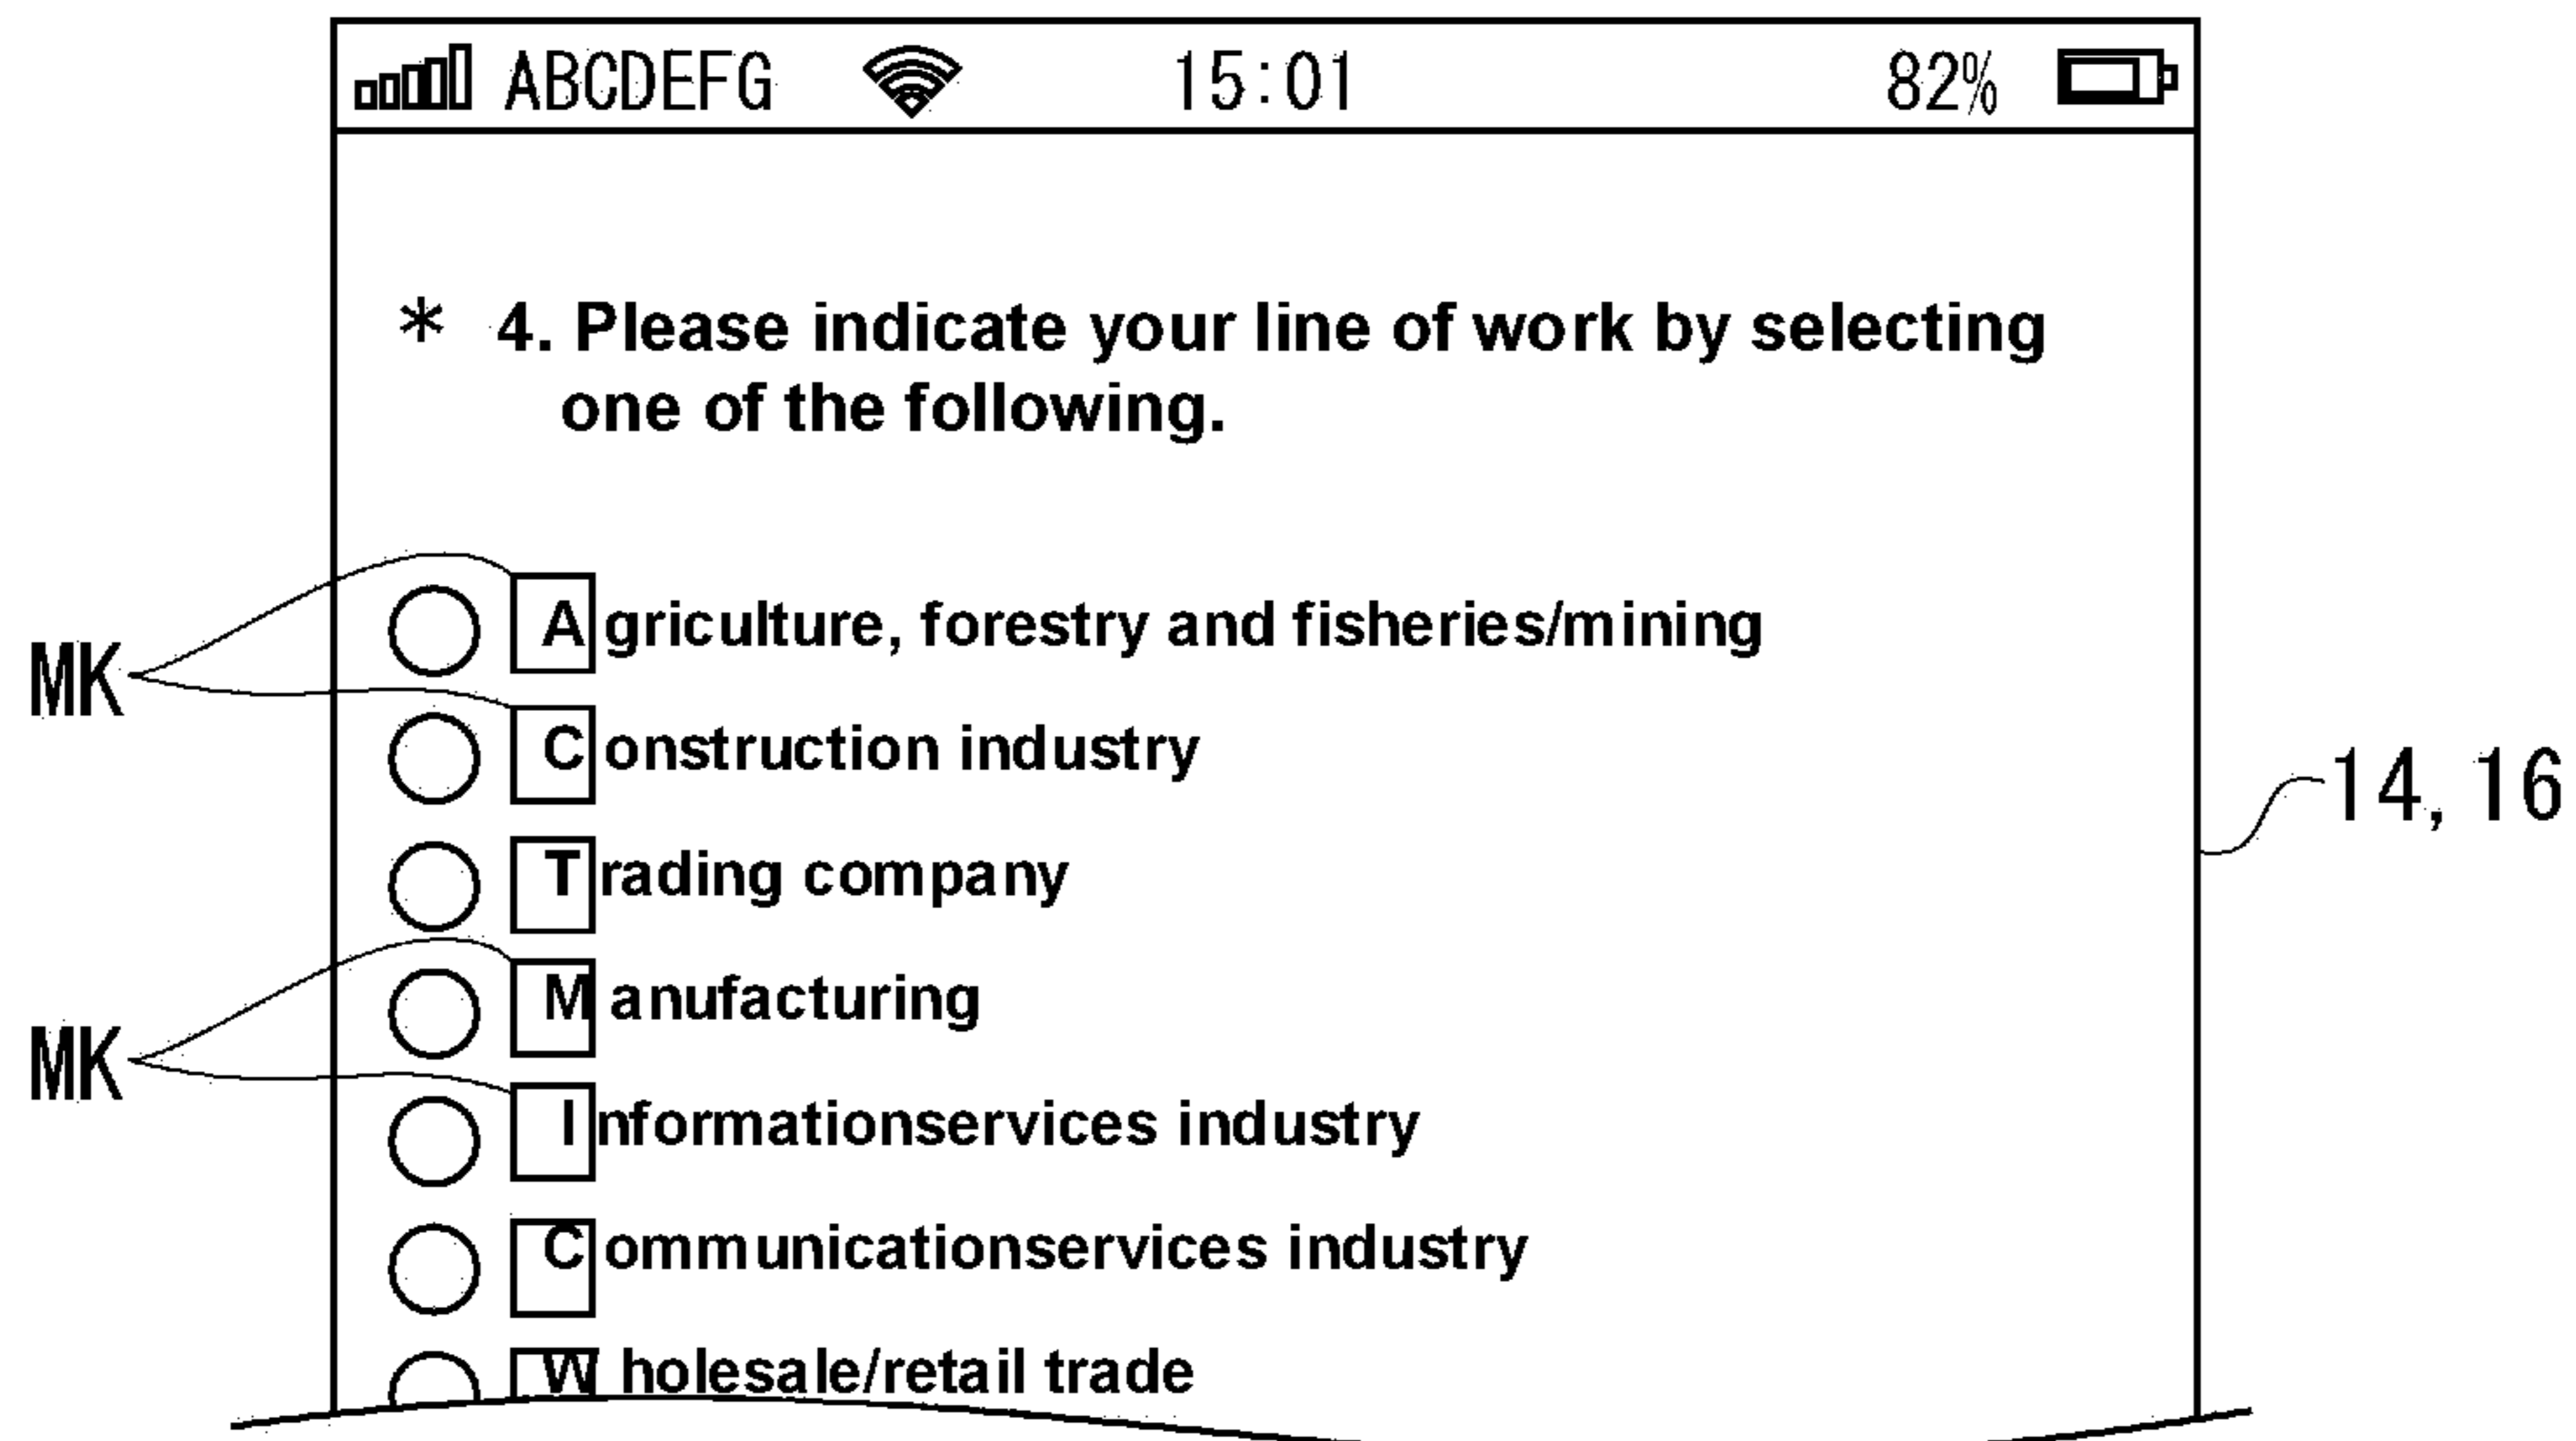 ABCDEFG 15:01 82%
* 4. Please indicate your line of work by selecting
one of the following.
Agriculture, forestry and fisheries/mining
MK
Construction industry
14, 16
Trading company
Manufacturing
MK
Informationservices industry
Communicationservices industry
Wholesale/retail trade